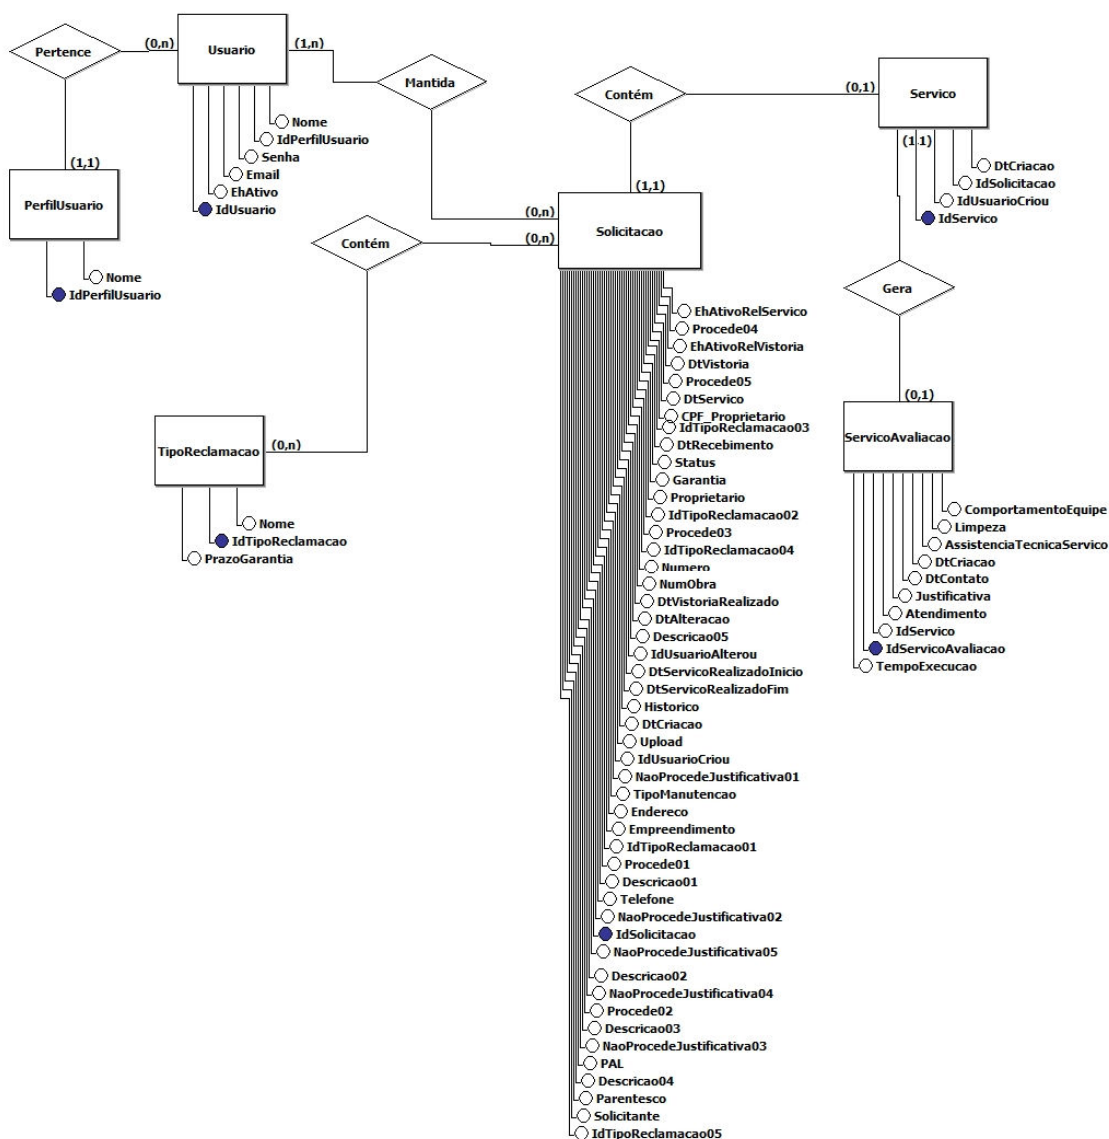 Pertence
(0,n)
Usuario
(1,n)
Mantida
Contém
(0,1)
Servico
Nome
IdPerfilUsuario
Senha
Email
EhAtivo
IdUsuario
(1,1)
PerfilUsuario
Nome
IdPerfilUsuario
(1,1)
DtCriacao
IdSolicitacao
IdUsuarioCriou
IdServico
(1,1)
(0,n)
(0,n)
Solicitacao
Contém
Gera
(0,1)
EhAtivoRelServico
Procede04
EhAtivoRelVistoria
DtVistoria
Procede05
DtServico
CPF_Proprietario
IdTipoReclamacao03
DtRecebimento
Status
Garantia
Proprietario
IdTipoReclamacao02
Procede03
IdTipoReclamacao04
Numero
NumObra
DtVistoriaRealizado
DtAlteracao
Descricao05
IdUsuarioAlterou
DtServicoRealizadoInicio
DtServicoRealizadoFim
Historico
DtCriacao
Upload
IdUsuarioCriou
NaoProcedeJustificativa01
TipoManutencao
Endereco
Empreendimento
IdTipoReclamacao01
Procede01
Descricao01
Telefone
NaoProcedeJustificativa02
IdSolicitacao
NaoProcedeJustificativa05
Descricao02
NaoProcedeJustificativa04
Procede02
Descricao03
NaoProcedeJustificativa03
PAL
Descricao04
Parentesco
Solicitante
IdTipoReclamacao05
TipoReclamacao
(0,n)
Nome
IdTipoReclamacao
PrazoGarantia
ServicoAvaliacao
ComportamentoEquipe
Limpeza
AssistenciaTecnicaServico
DtCriacao
DtContato
Justificativa
Atendimento
IdServico
IdServicoAvaliacao
TempoExecucao